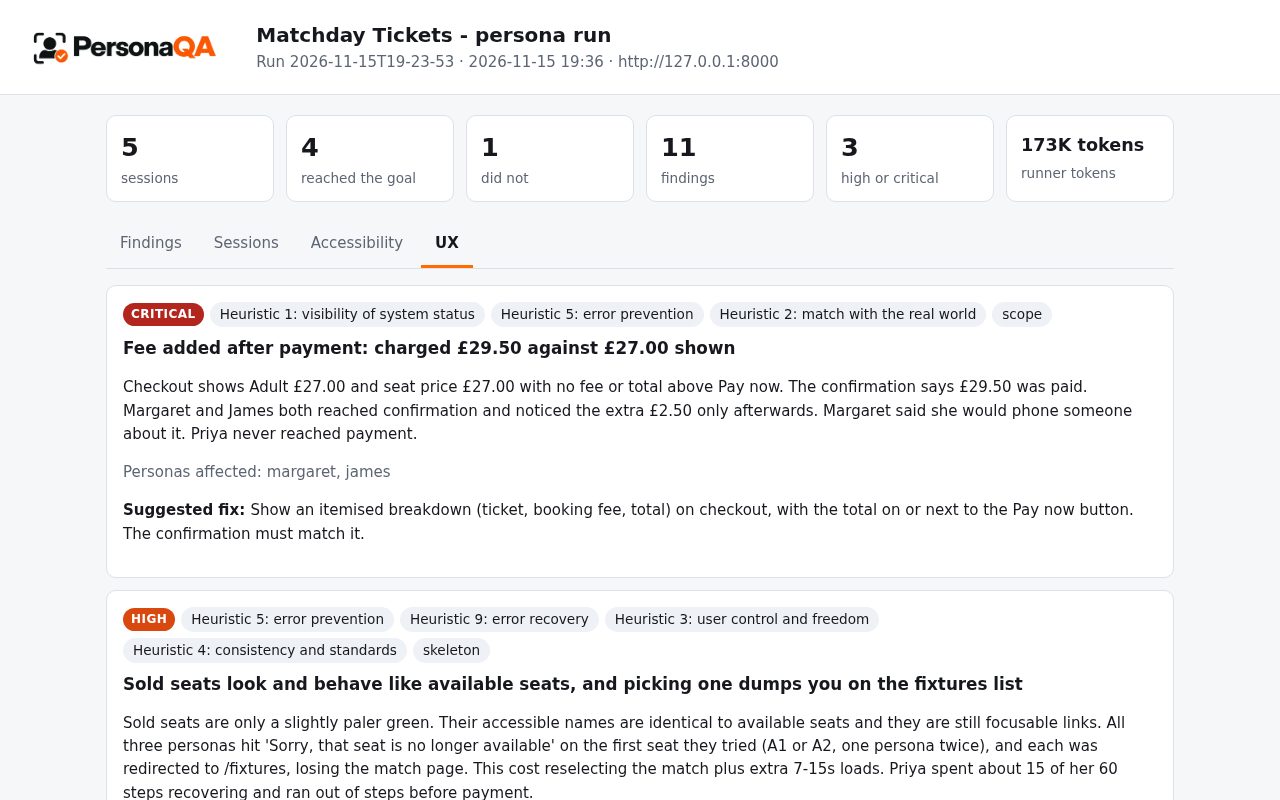 PersonaQA
Matchday Tickets - persona run
Run 2026-11-15T19-23-53 · 2026-11-15 19:36 · http://127.0.0.1:8000
5
sessions
4
reached the goal
1
did not
11
findings
3
high or critical
173K tokens
runner tokens
Findings Sessions Accessibility UX
CRITICAL Heuristic 1: visibility of system status Heuristic 5: error prevention Heuristic 2: match with the real world scope
Fee added after payment: charged £29.50 against £27.00 shown
Checkout shows Adult £27.00 and seat price £27.00 with no fee or total above Pay now. The confirmation says £29.50 was paid.
Margaret and James both reached confirmation and noticed the extra £2.50 only afterwards. Margaret said she would phone someone
about it. Priya never reached payment.
Personas affected: margaret, james
Suggested fix: Show an itemised breakdown (ticket, booking fee, total) on checkout, with the total on or next to the Pay now button.
The confirmation must match it.
HIGH Heuristic 5: error prevention Heuristic 9: error recovery Heuristic 3: user control and freedom
Heuristic 4: consistency and standards skeleton
Sold seats look and behave like available seats, and picking one dumps you on the fixtures list
Sold seats are only a slightly paler green. Their accessible names are identical to available seats and they are still focusable links. All
three personas hit 'Sorry, that seat is no longer available' on the first seat they tried (A1 or A2, one persona twice), and each was
redirected to /fixtures, losing the match page. This cost reselecting the match plus extra 7-15s loads. Priya spent about 15 of her 60
steps recovering and ran out of steps before payment.